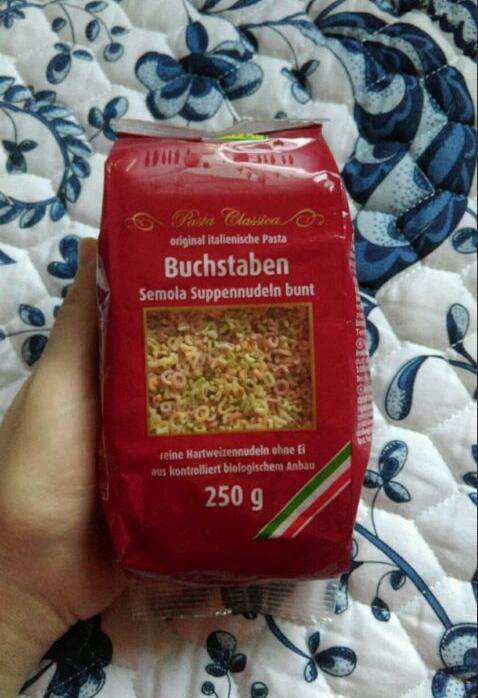 Pasta Classica
original italienische Pasta
Buchstaben
Semola Suppennudeln bunt
reine Hartweizennudeln ohne Ei
aus kontrolliert biologischem Anbau
250 g